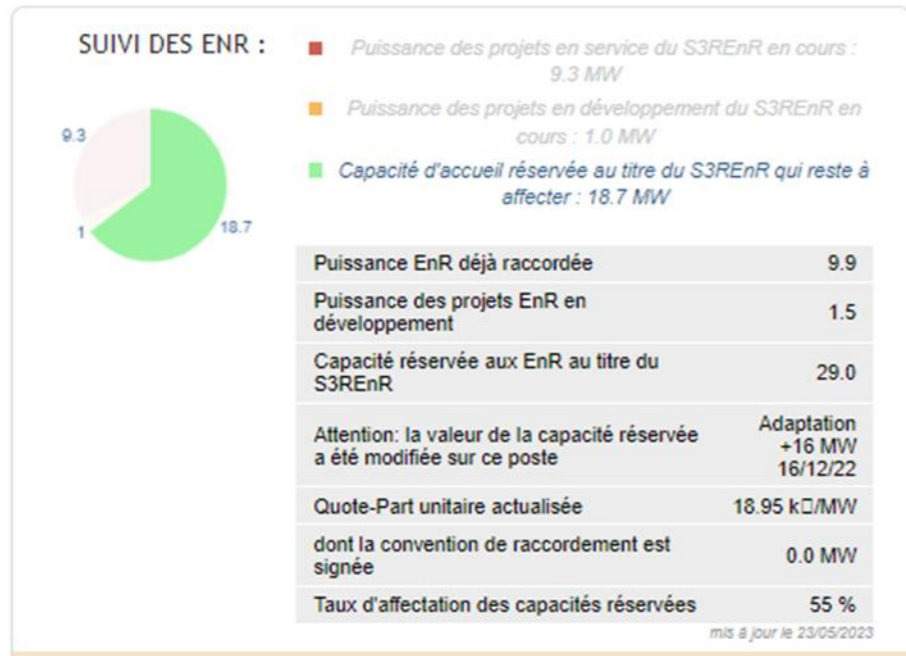 SUIVI DES ENR :
Puissance des projets en service du S3REnR en cours :
9.3 MW
Puissance des projets en développement du S3REnR en
cours : 1.0 MW
Capacité d'accueil réservée au titre du S3REnR qui reste à
affecter : 18.7 MW
9.3
1
18.7
Puissance EnR déjà raccordée 9.9
Puissance des projets EnR en
développement 1.5
Capacité réservée aux EnR au titre du
S3REnR 29.0
Attention: la valeur de la capacité réservée
a été modifiée sur ce poste
Adaptation
+16 MW
16/12/22
Quote-Part unitaire actualisée 18.95 k□/MW
dont la convention de raccordement est
signée 0.0 MW
Taux d'affectation des capacités réservées 55 %
mis à jour le 23/05/2023